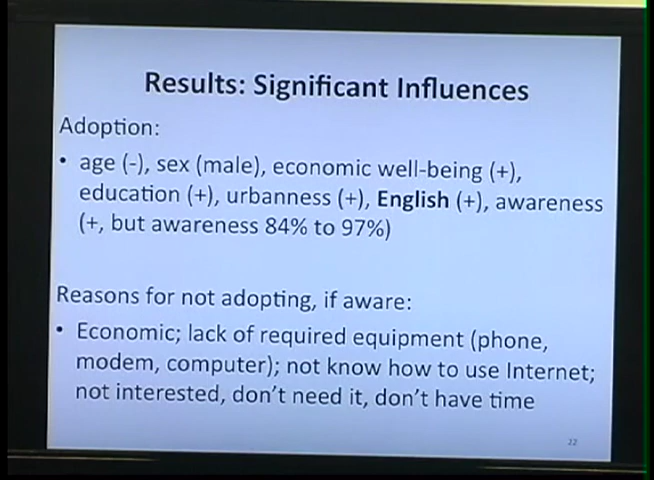 Results: Significant Influences
Adoption:
• age (-), sex (male), economic well-being (+),
education (+), urbanness (+), English (+), awareness
(+, but awareness 84% to 97%)
Reasons for not adopting, if aware:
• Economic; lack of required equipment (phone,
modem, computer); not know how to use Internet;
not interested, don't need it, don't have time
22